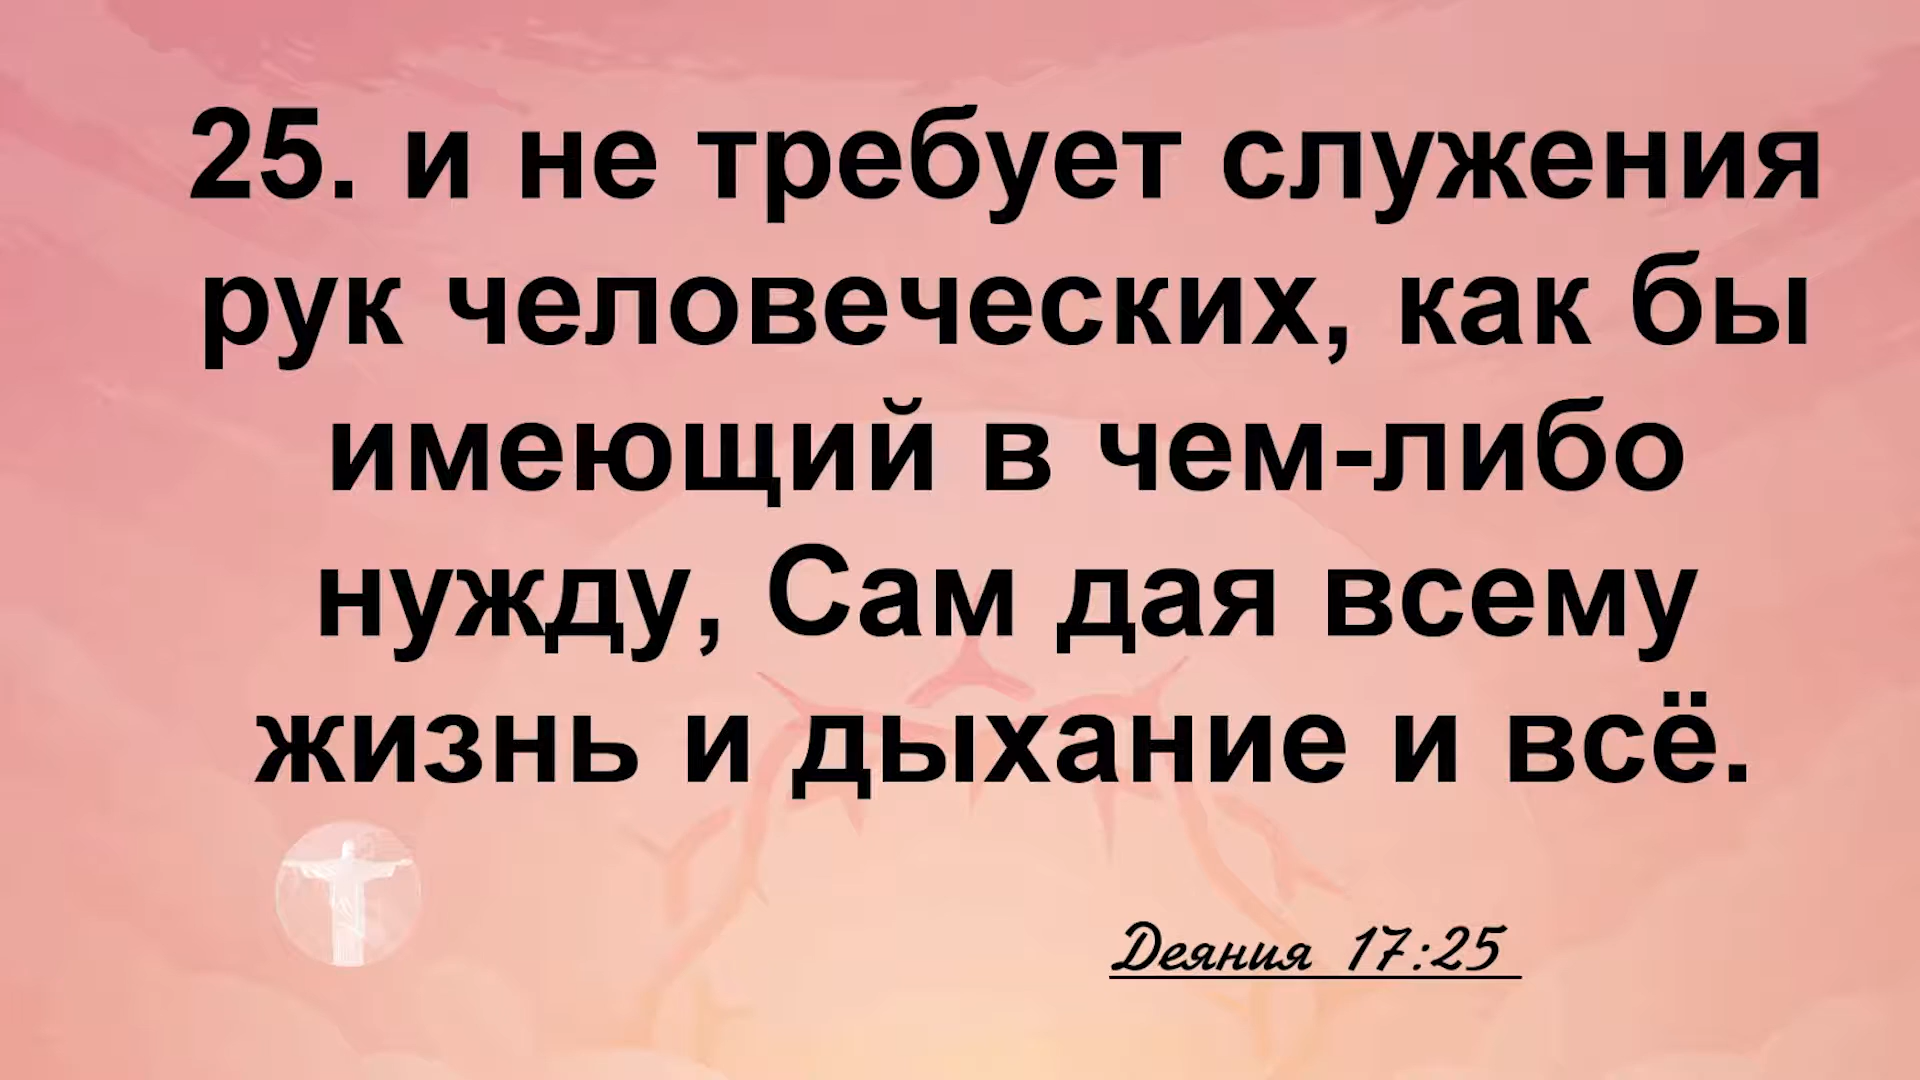 25. и не требует служения
рук человеческих, как бы
имеющий в чем-либо
нужду, Сам дая всему
жизнь и дыхание и всё.
Деяния 17:25